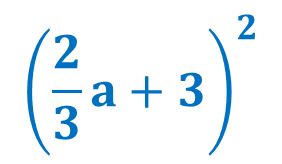 (2/3 a + 3)²